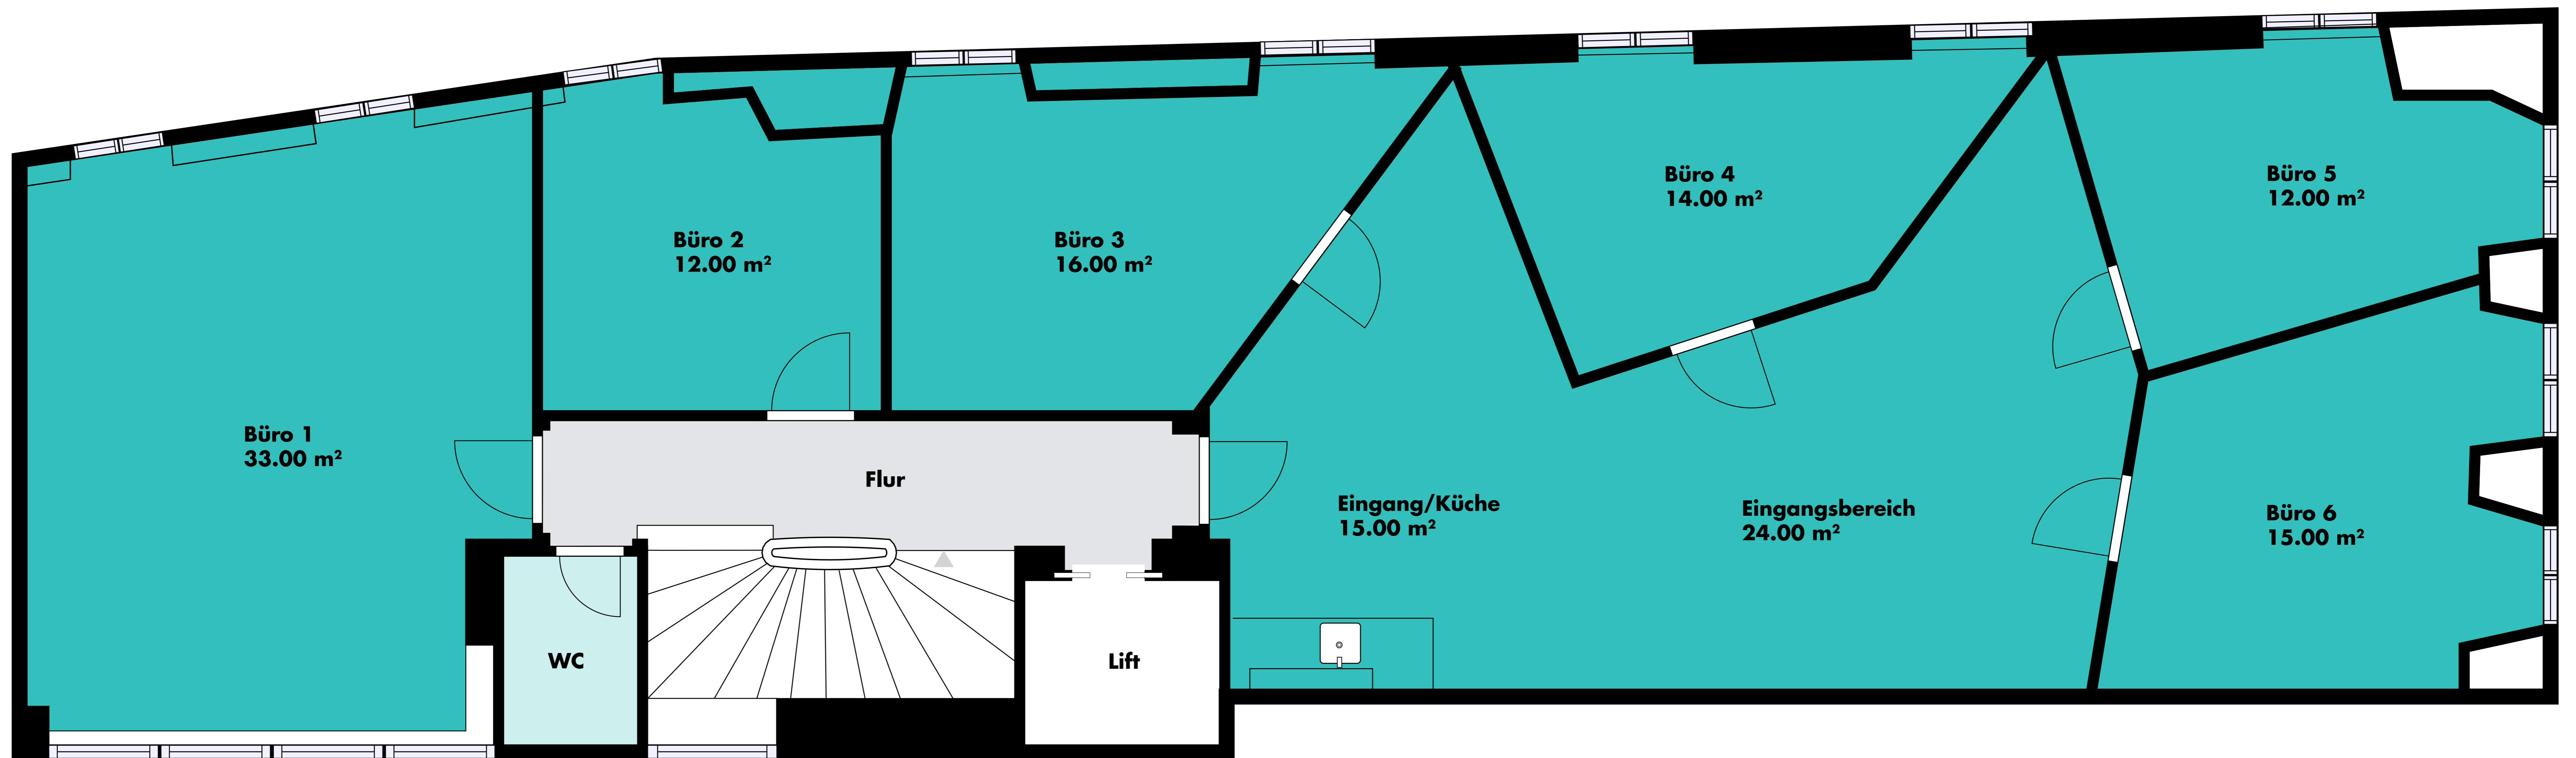 Büro 1
33.00 m²
Büro 2
12.00 m²
Büro 3
16.00 m²
Büro 4
14.00 m²
Büro 5
12.00 m²
Flur
Eingang/Küche
15.00 m²
Eingangsbereich
24.00 m²
Büro 6
15.00 m²
WC
Lift